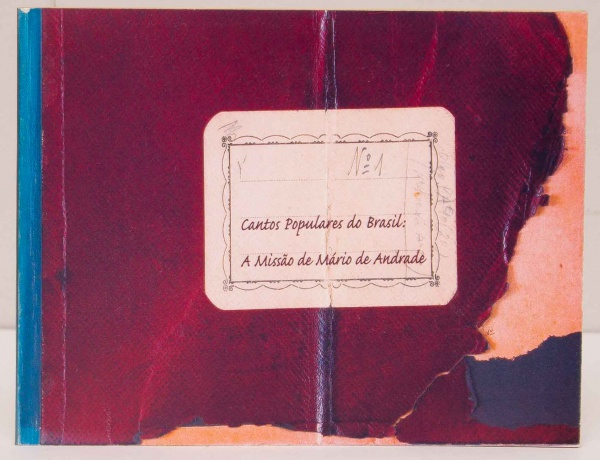 Nº 1
Cantos Populares do Brasil:
A Missão de Mário de Andrade